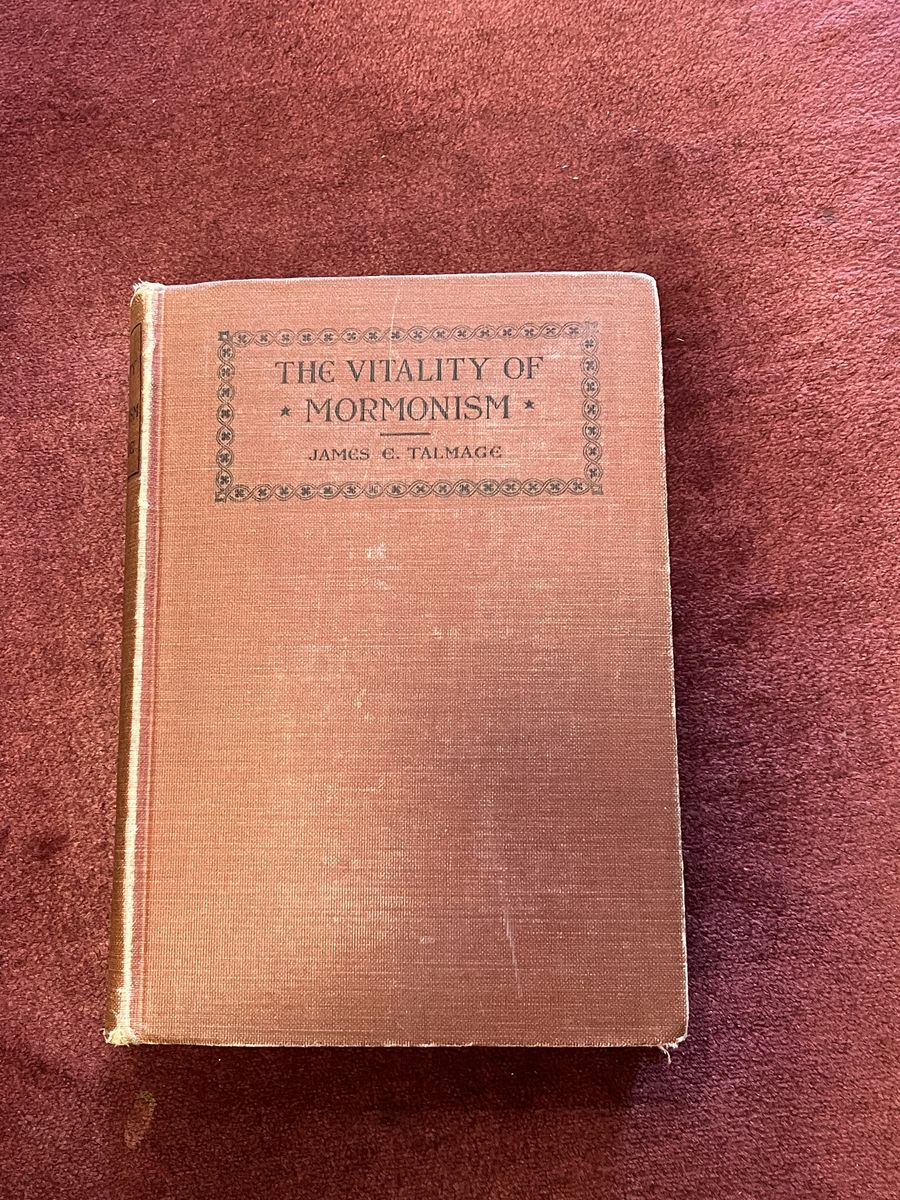 THE VITALITY OF
★ MORMONISM ★
JAMES E. TALMAGE